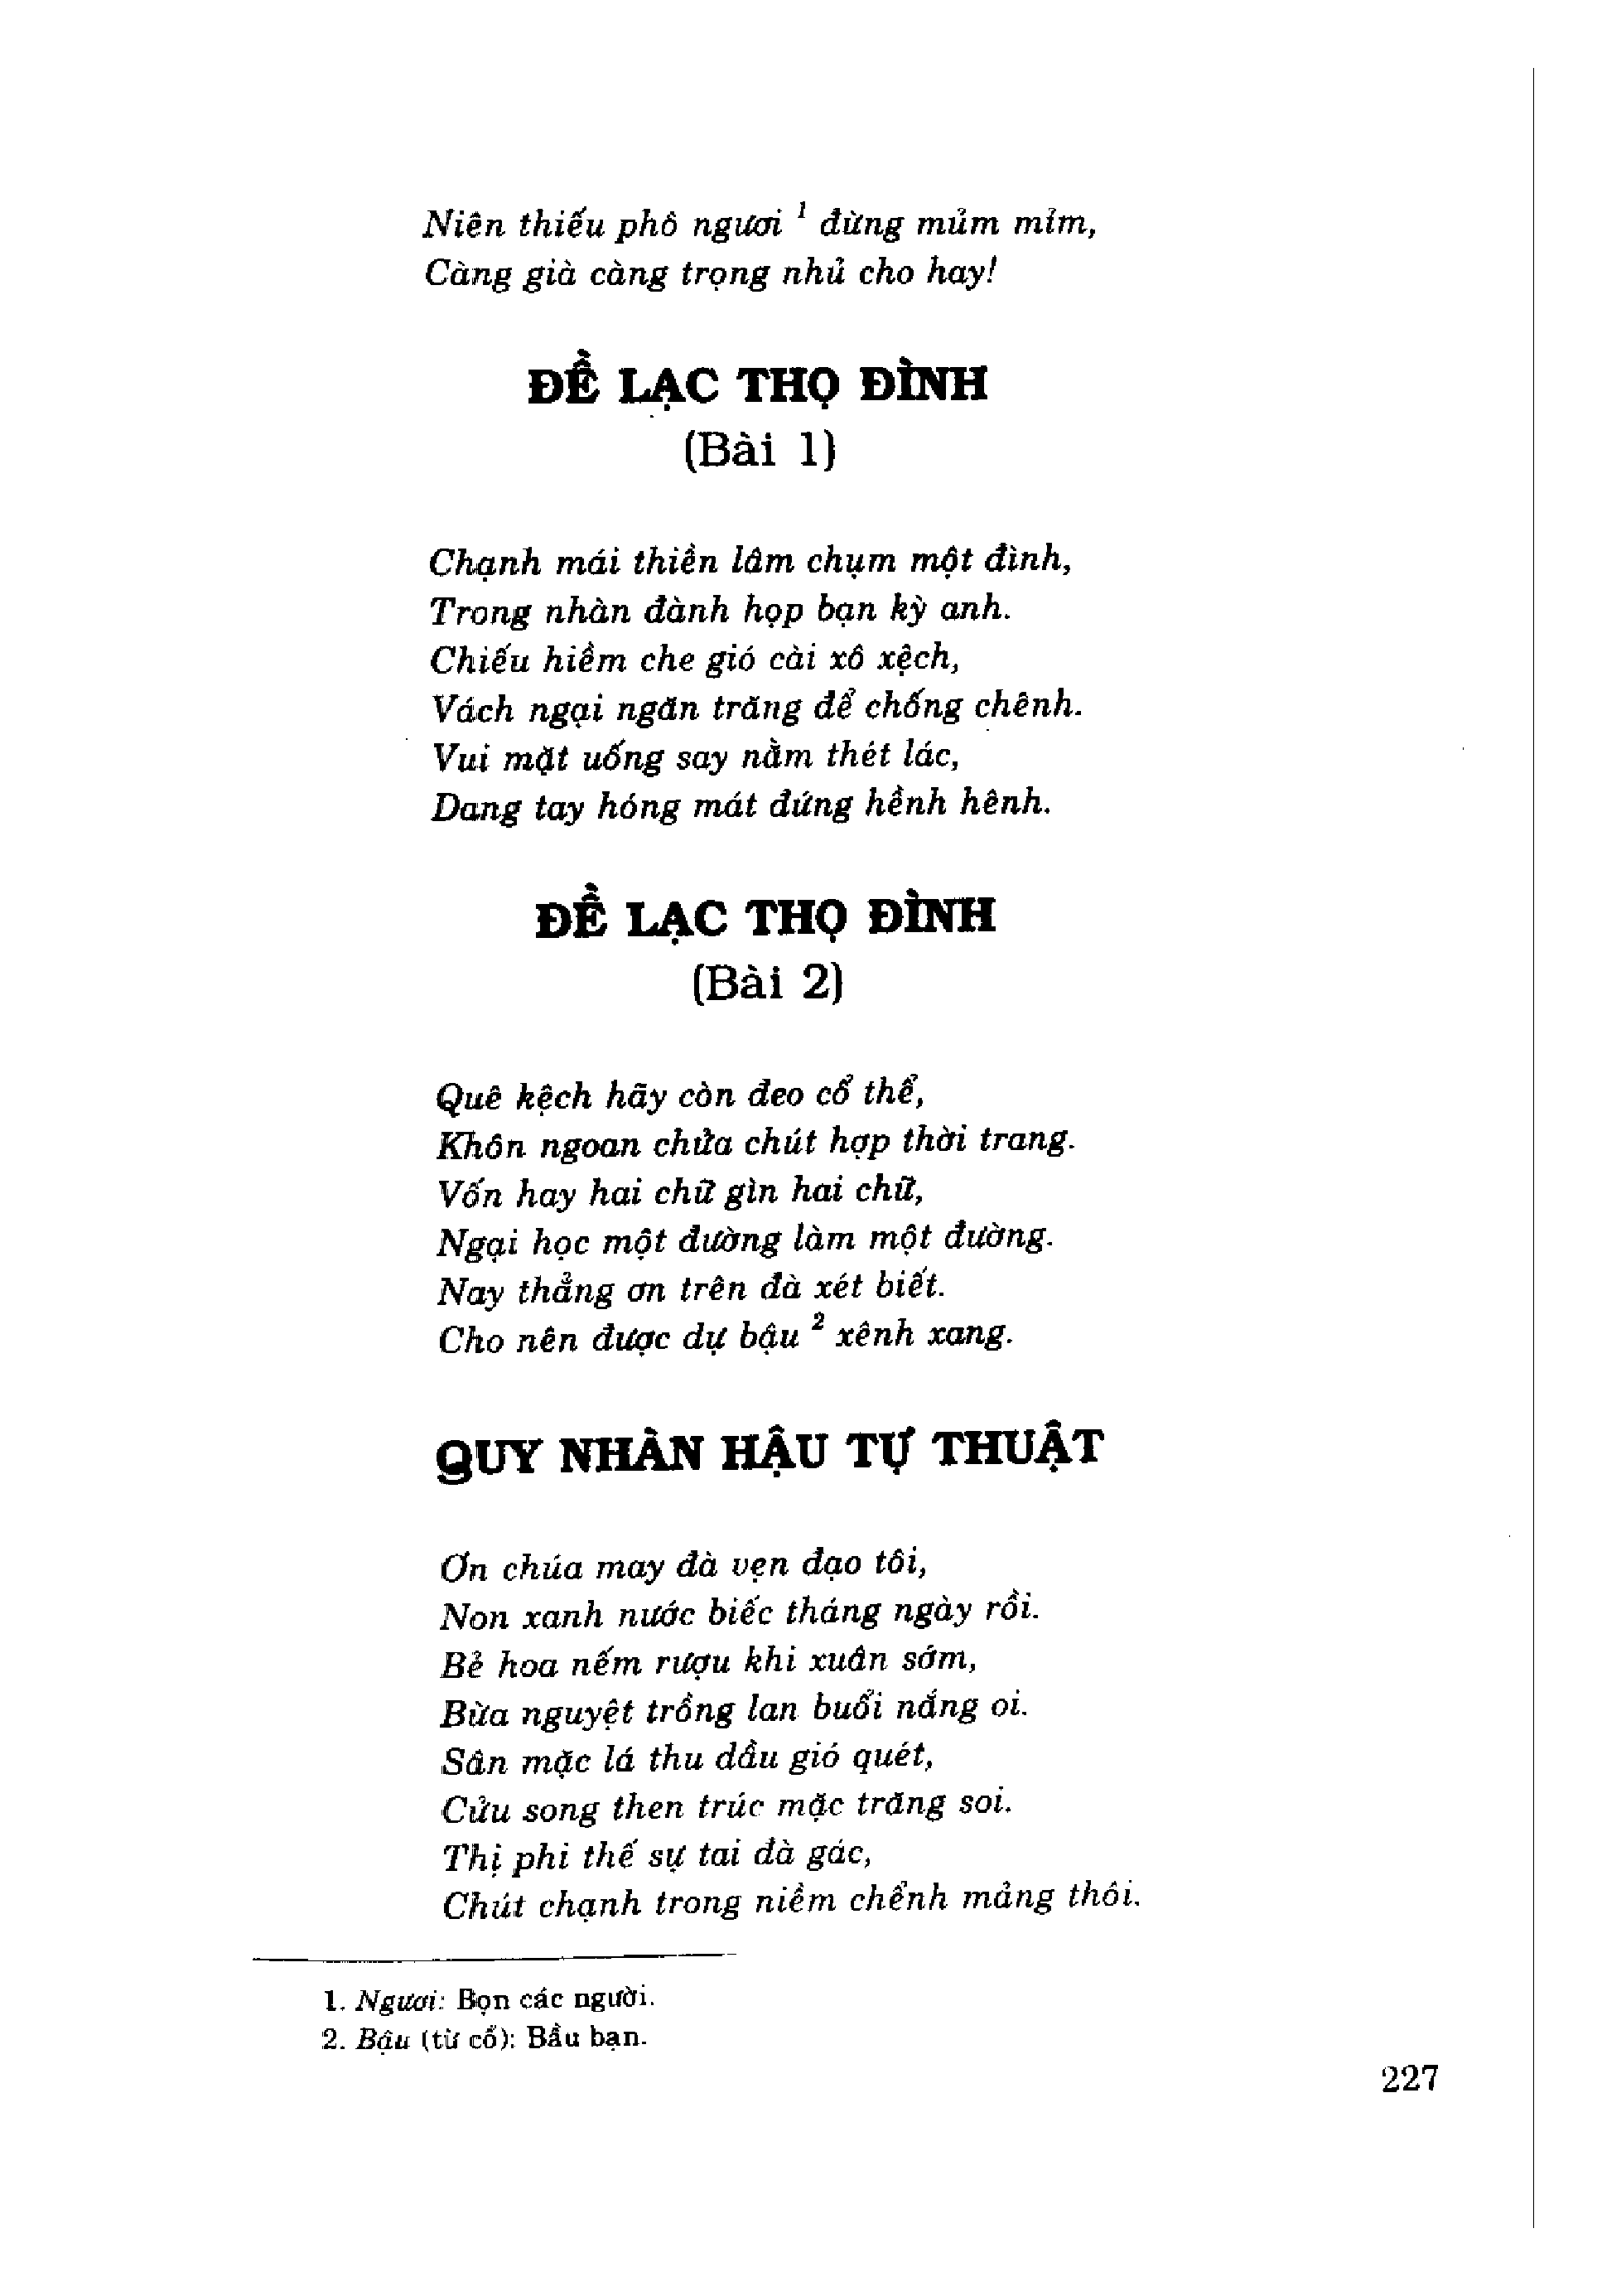 Niên thiếu phô ngươi 1 đừng mủm mỉm,
Càng già càng trọng nhủ cho hay!
ĐỀ LẠC THỌ ĐÌNH
(Bài 1)
Chạnh mái thiền lâm chụm một đình,
Trong nhàn đành họp bạn kỳ anh.
Chiếu hiềm che gió cài xô xệch,
Vách ngại ngăn trăng để chống chênh.
Vui mặt uống say nằm thét lác,
Dang tay hóng mát đứng hềnh hênh.
ĐỀ LẠC THỌ ĐÌNH
(Bài 2)
Quê kệch hãy còn đeo cổ thể,
Khôn ngoan chửa chút hợp thời trang.
Vốn hay hai chữ gìn hai chữ,
Ngại học một đường làm một đường.
Nay thẳng ơn trên đà xét biết.
Cho nên được dự bậu 2 xênh xang.
QUY NHÀN HẬU TỰ THUẬT
Ơn chúa may đà vẹn đạo tôi,
Non xanh nước biếc tháng ngày rồi.
Bẻ hoa nếm rượu khi xuân sớm,
Bừa nguyệt trồng lan buổi nắng oi.
Sân mặc lá thu dầu gió quét,
Cửu song then trúc mặc trăng soi.
Thị phi thế sự tai đà gác,
Chút chạnh trong niềm chểnh mảng thôi.
1. Ngươi: Bọn các người.
2. Bậu (từ cổ): Bầu bạn.
227